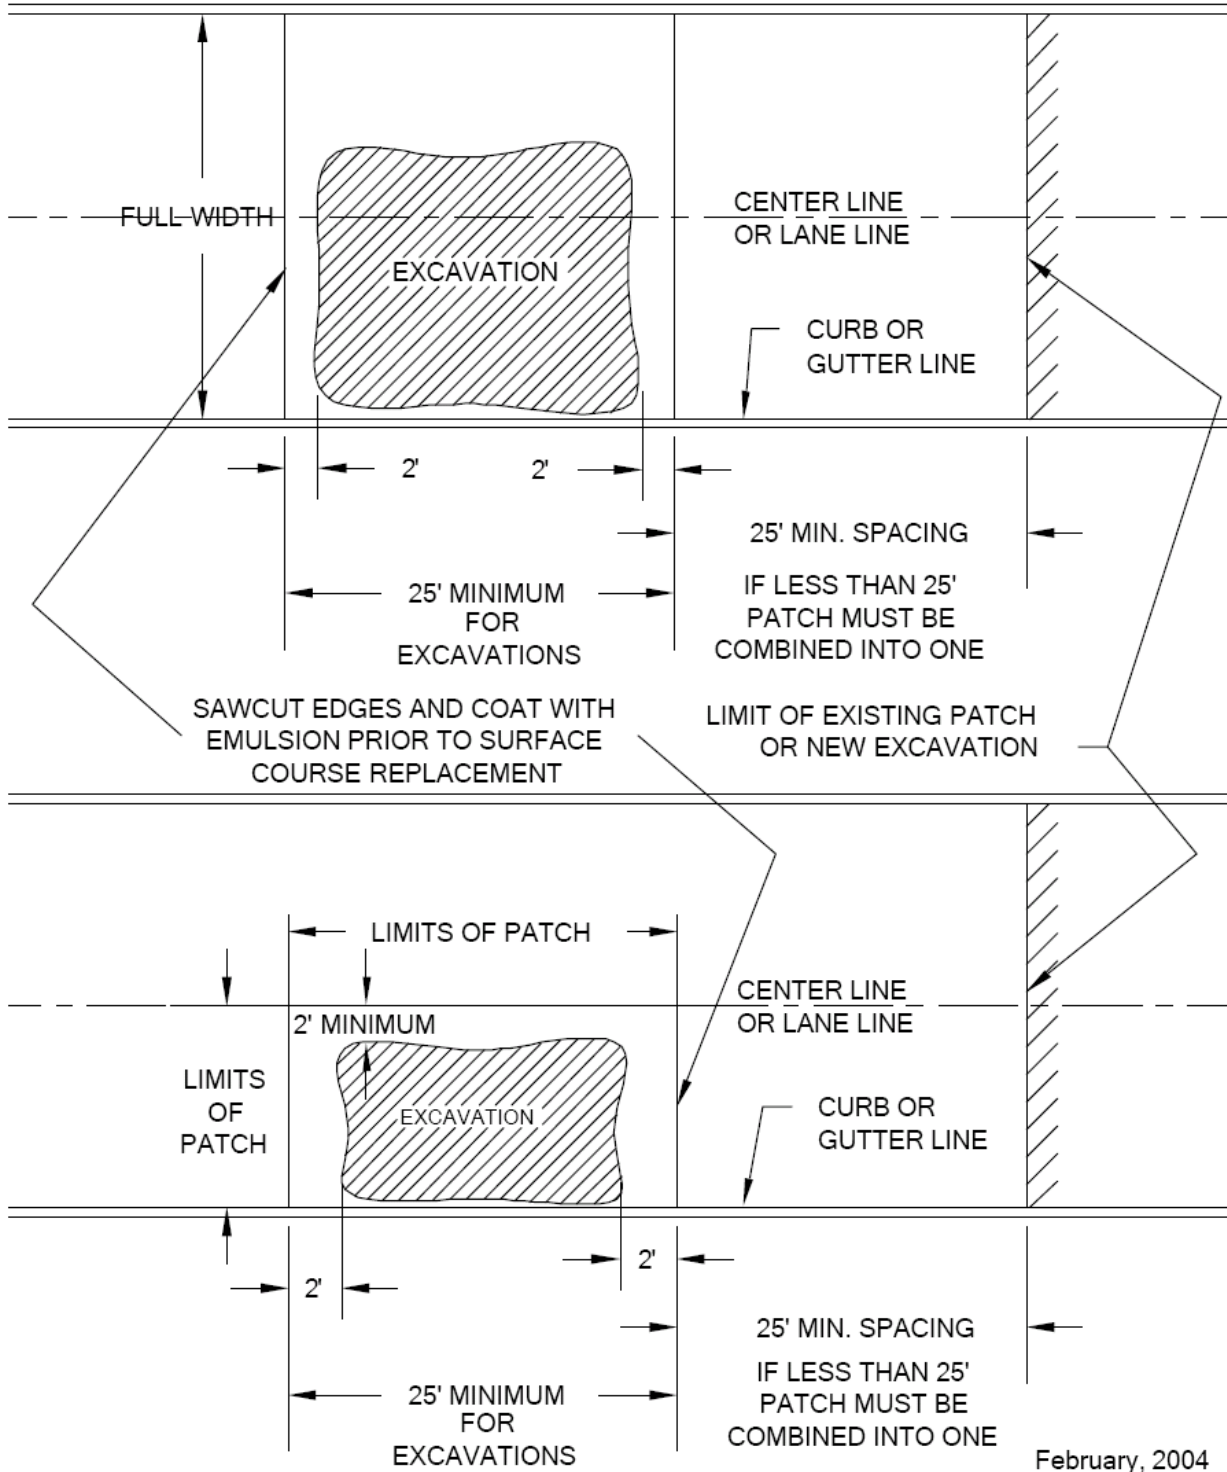 FULL WIDTH
CENTER LINE
OR LANE LINE
EXCAVATION
CURB OR
GUTTER LINE
2'
2'
25' MIN. SPACING
25' MINIMUM
FOR
EXCAVATIONS
IF LESS THAN 25'
PATCH MUST BE
COMBINED INTO ONE
SAWCUT EDGES AND COAT WITH
EMULSION PRIOR TO SURFACE
COURSE REPLACEMENT
LIMIT OF EXISTING PATCH
OR NEW EXCAVATION
LIMITS OF PATCH
CENTER LINE
OR LANE LINE
2' MINIMUM
LIMITS
OF
PATCH
EXCAVATION
CURB OR
GUTTER LINE
2'
2'
25' MIN. SPACING
25' MINIMUM
FOR
EXCAVATIONS
IF LESS THAN 25'
PATCH MUST BE
COMBINED INTO ONE
February, 2004